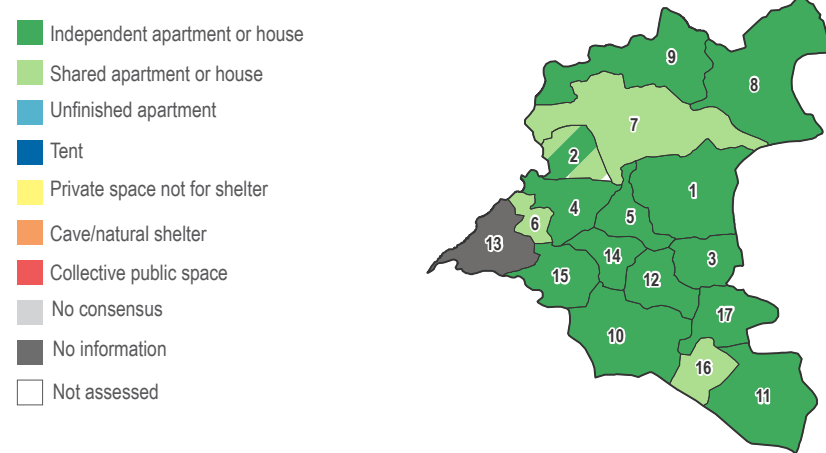 Independent apartment or house
Shared apartment or house
Unfinished apartment
Tent
Private space not for shelter
Cave/natural shelter
Collective public space
No consensus
No information
Not assessed
9
8
7
2
1
4
5
6
13
14
3
15
12
17
10
16
11